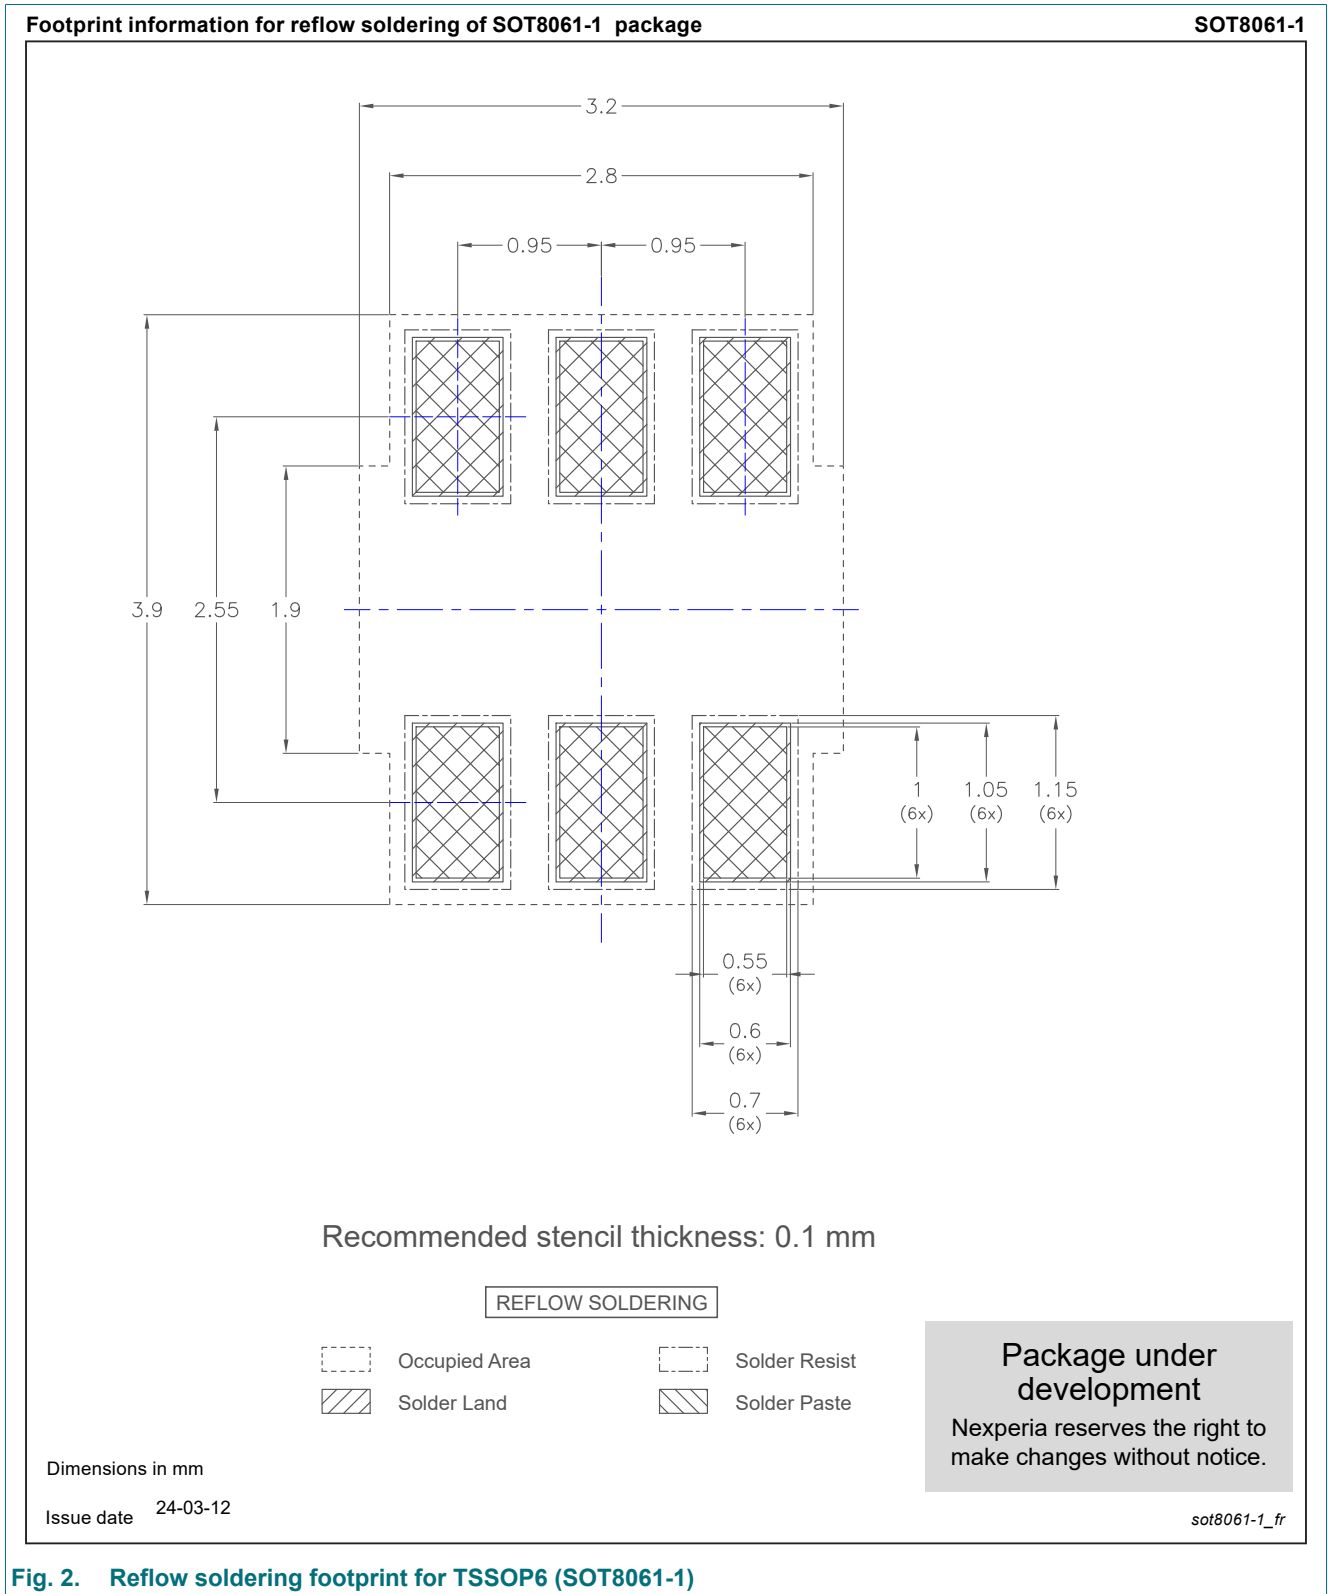 Footprint information for reflow soldering of SOT8061-1 package
SOT8061-1
3.2
2.8
0.95
0.95
3.9
2.55
1.9
1
(6x)
1.05
(6x)
1.15
(6x)
0.55
(6x)
0.6
(6x)
0.7
(6x)
Recommended stencil thickness: 0.1 mm
REFLOW SOLDERING
Occupied Area
Solder Resist
Solder Land
Solder Paste
Package under
development
Nexperia reserves the right to
make changes without notice.
Dimensions in mm
Issue date 24-03-12
sot8061-1_fr
Fig. 2. Reflow soldering footprint for TSSOP6 (SOT8061-1)